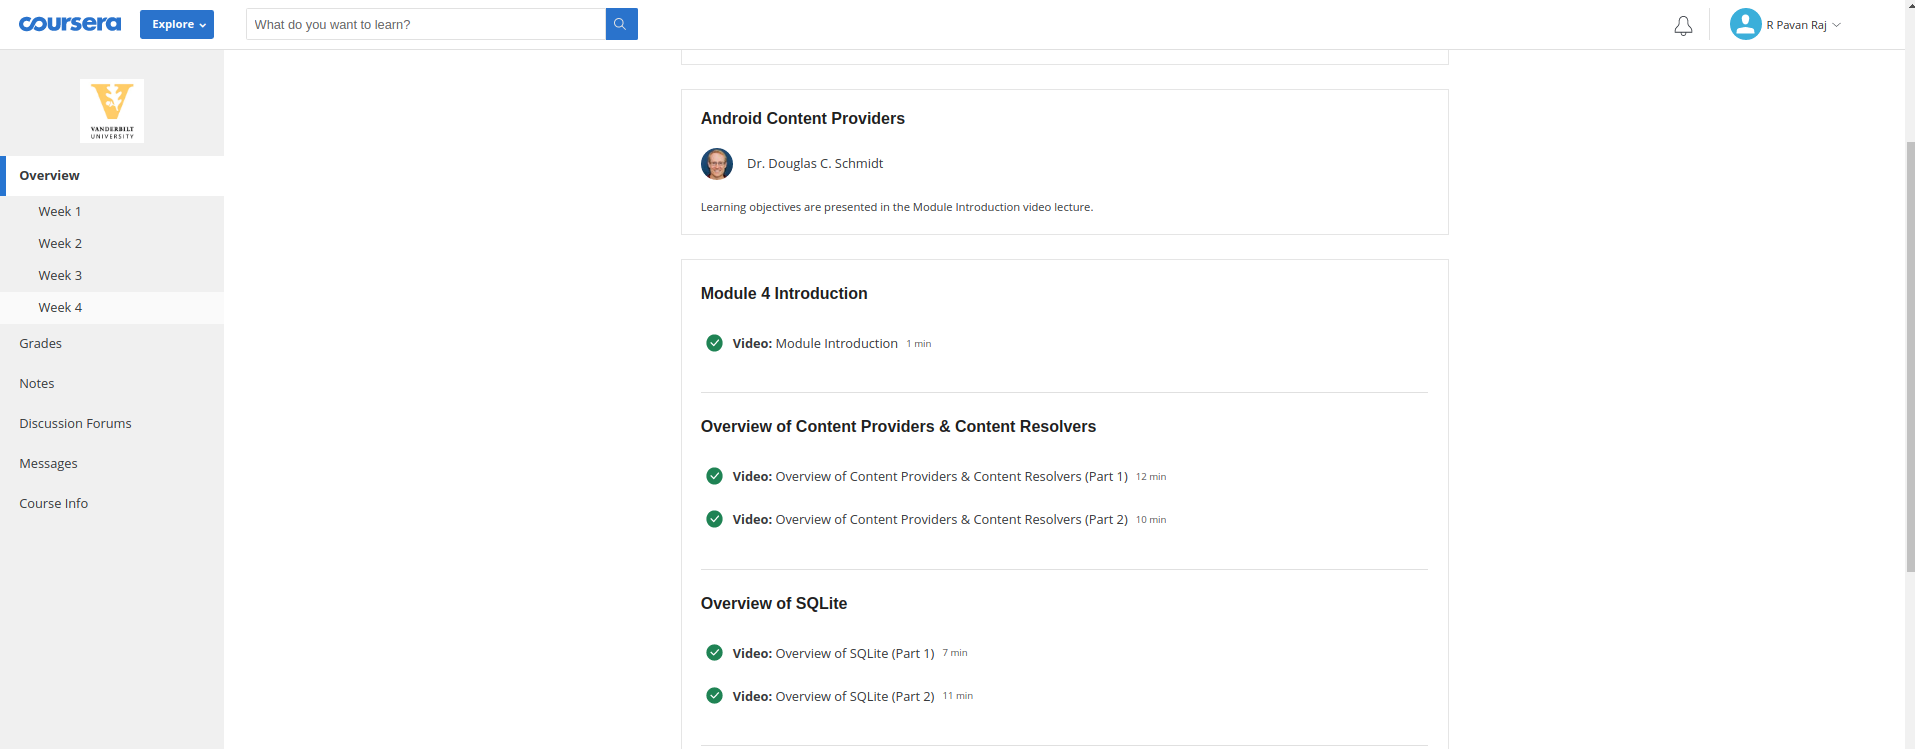 coursera
Explore
What do you want to learn?
R Pavan Raj
VANDERBILT
UNIVERSITY
Overview
Week 1
Week 2
Week 3
Week 4
Grades
Notes
Discussion Forums
Messages
Course Info
Android Content Providers
Dr. Douglas C. Schmidt
Learning objectives are presented in the Module Introduction video lecture.
Module 4 Introduction
Video: Module Introduction 1 min
Overview of Content Providers & Content Resolvers
Video: Overview of Content Providers & Content Resolvers (Part 1) 12 min
Video: Overview of Content Providers & Content Resolvers (Part 2) 10 min
Overview of SQLite
Video: Overview of SQLite (Part 1) 7 min
Video: Overview of SQLite (Part 2) 11 min